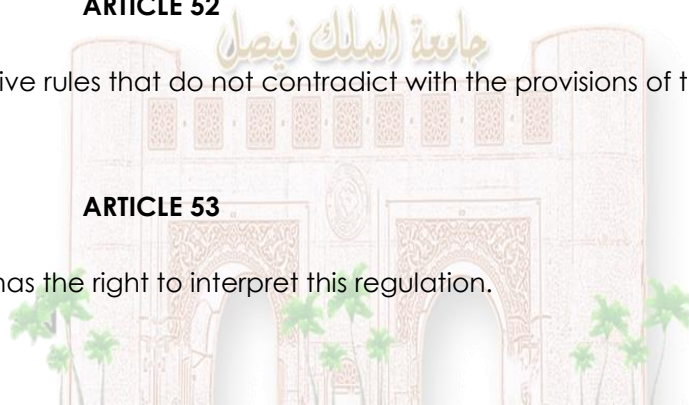 ARTICLE 52
جامعة الملك فيصل
ive rules that do not contradict with the provisions of t
ARTICLE 53
has the right to interpret this regulation.